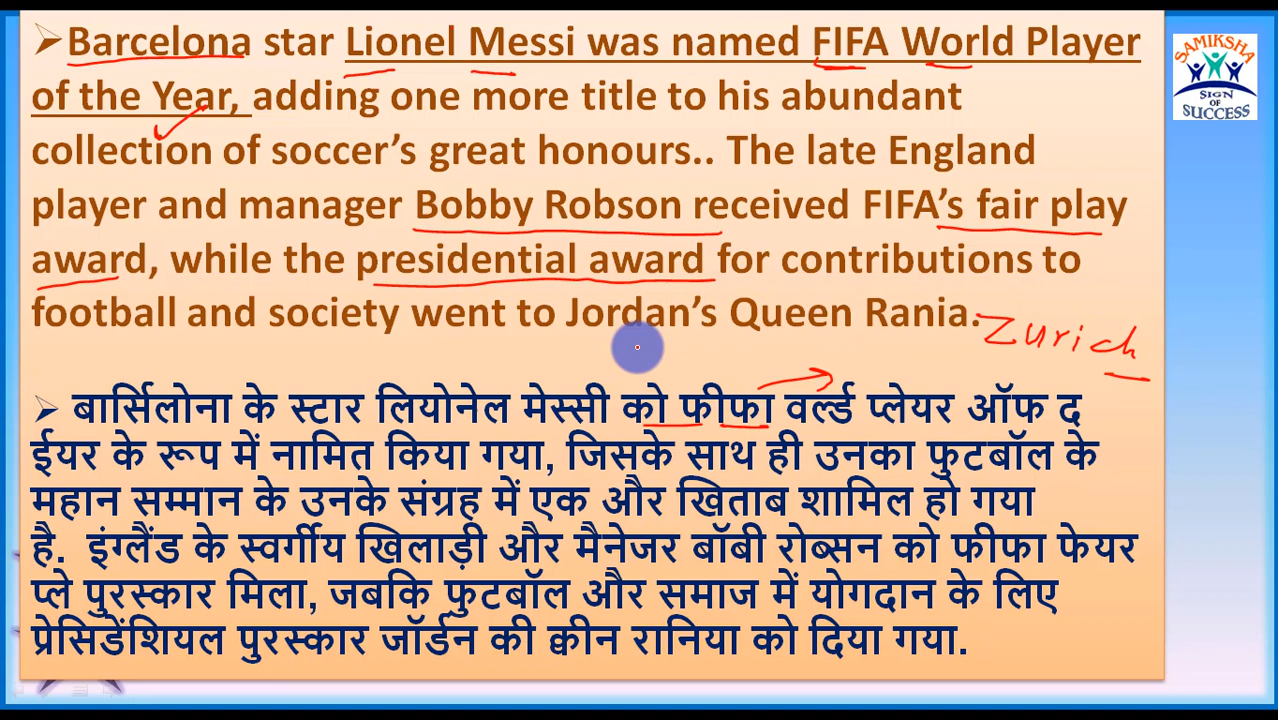 ➢Barcelona star Lionel Messi was named FIFA World Player
of the Year, adding one more title to his abundant
collection of soccer's great honours.. The late England
player and manager Bobby Robson received FIFA's fair play
award, while the presidential award for contributions to
football and society went to Jordan's Queen Rania.
Zurich
➢ बार्सिलोना के स्टार लियोनेल मेस्सी को फीफा वर्ल्ड प्लेयर ऑफ द
ईयर के रूप में नामित किया गया, जिसके साथ ही उनका फुटबॉल के
महान सम्मान के उनके संग्रह में एक और खिताब शामिल हो गया
है. इंग्लैंड के स्वर्गीय खिलाड़ी और मैनेजर बॉबी रोब्सन को फीफा फेयर
प्ले पुरस्कार मिला, जबकि फुटबॉल और समाज में योगदान के लिए
प्रेसिडेंशियल पुरस्कार जॉर्डन की क्वीन रानिया को दिया गया.
SAMIKSHA
SIGN
OF
SUCCESS